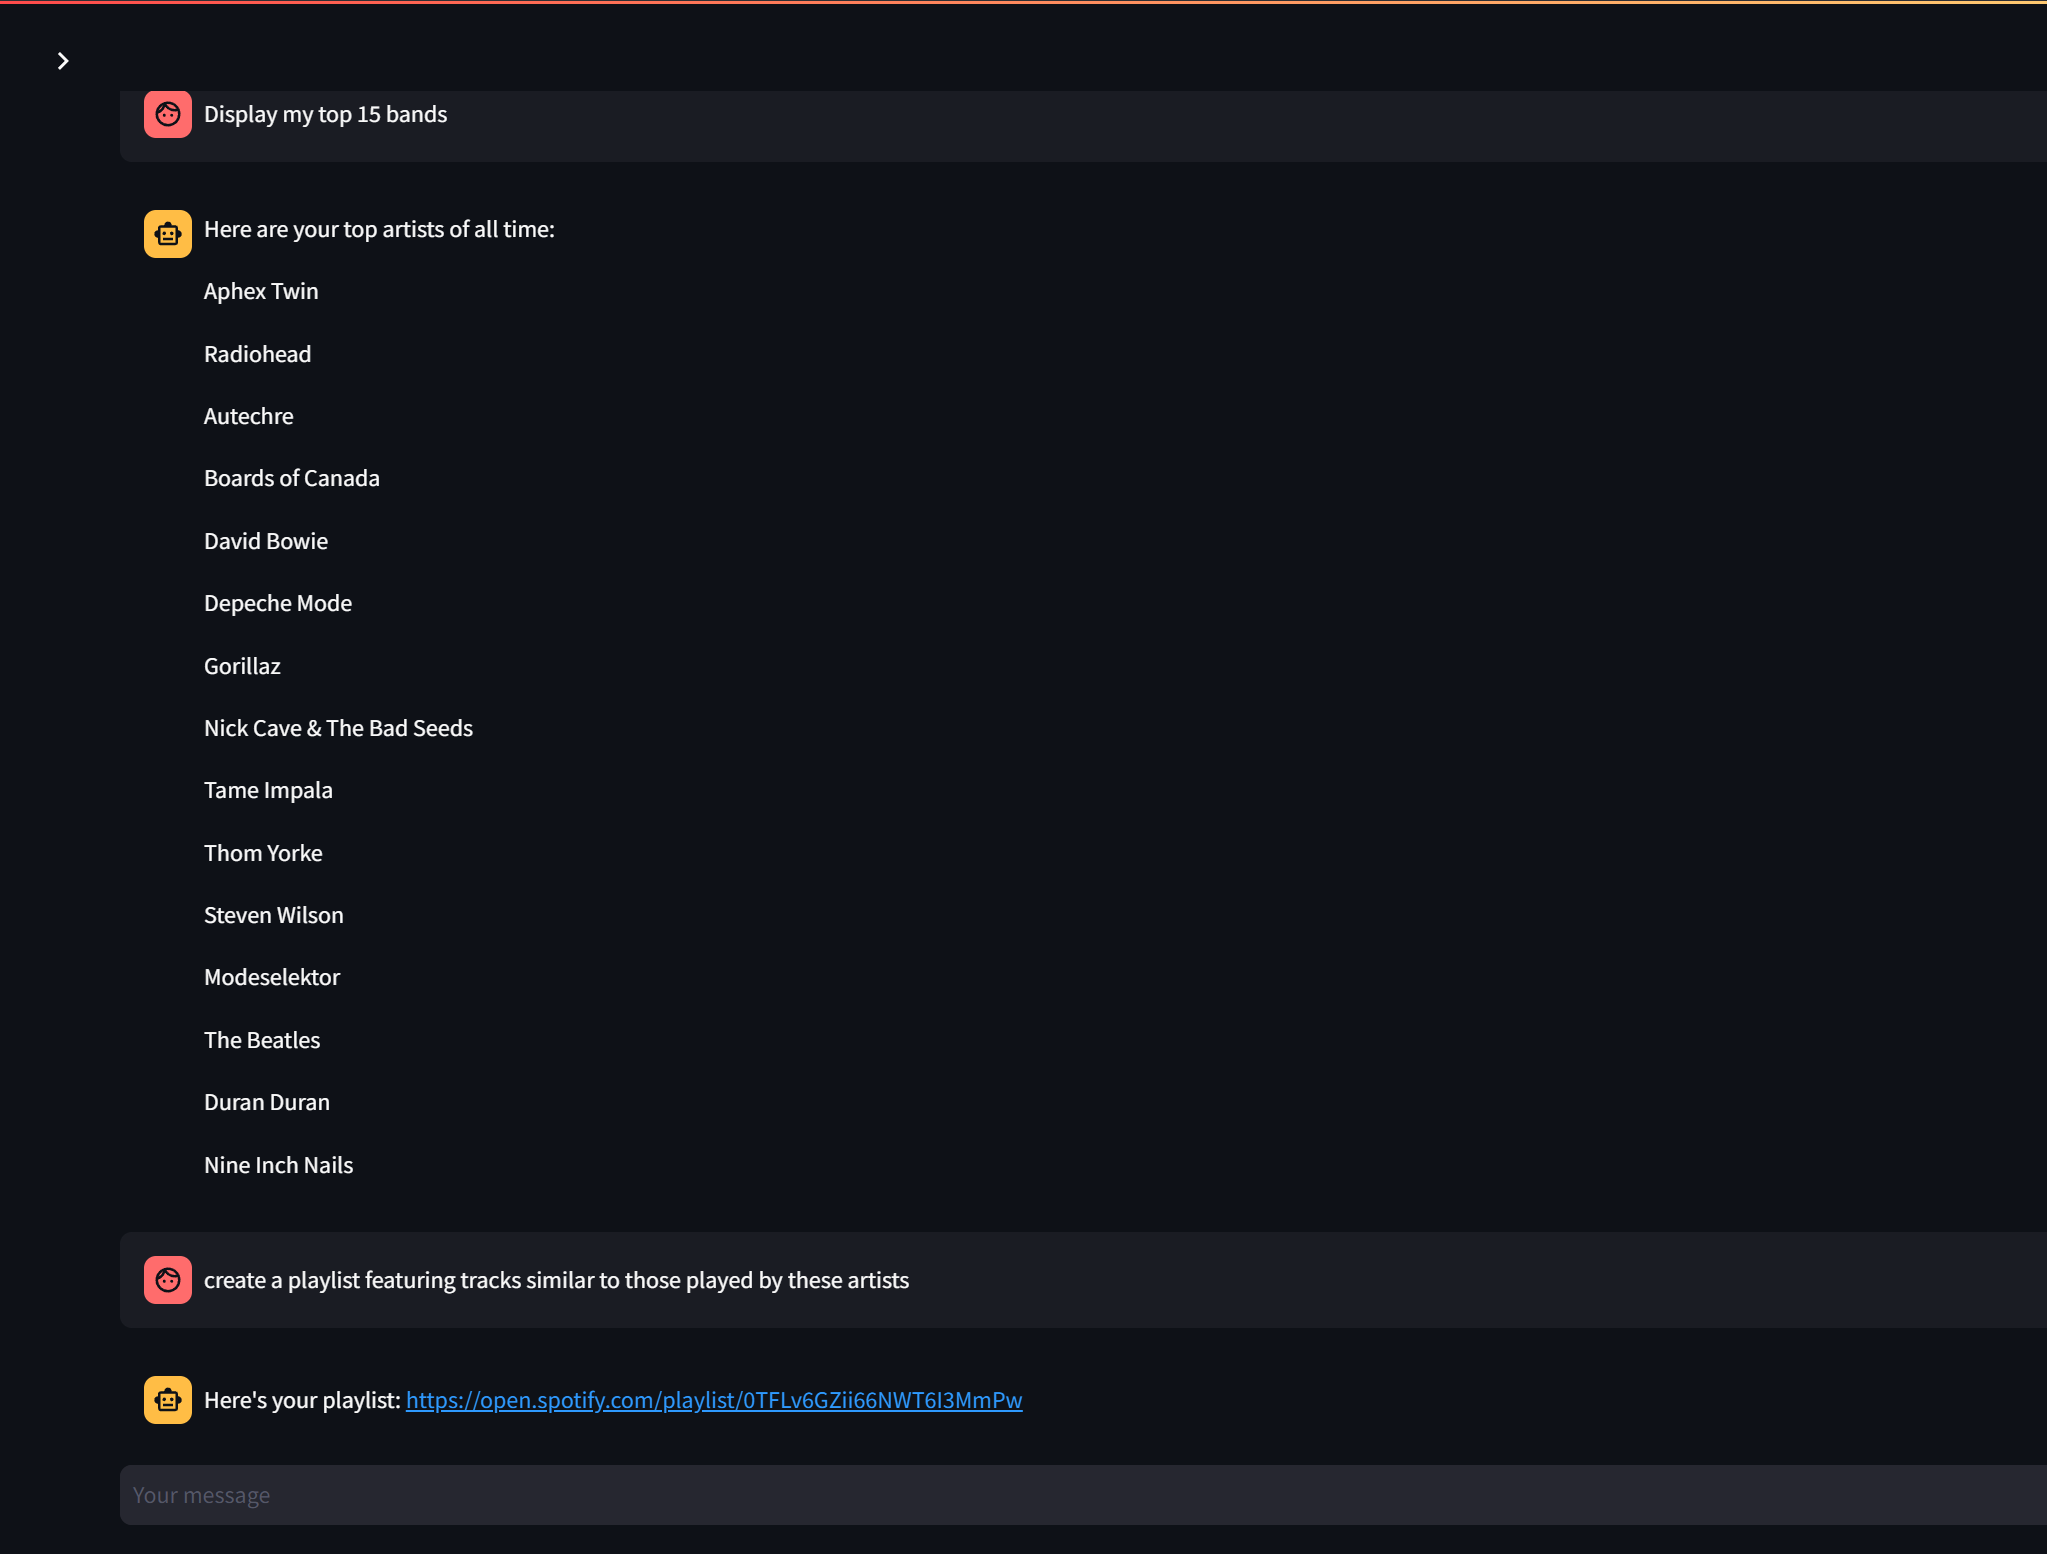 Display my top 15 bands
Here are your top artists of all time:
Aphex Twin
Radiohead
Autechre
Boards of Canada
David Bowie
Depeche Mode
Gorillaz
Nick Cave & The Bad Seeds
Tame Impala
Thom Yorke
Steven Wilson
Modeselektor
The Beatles
Duran Duran
Nine Inch Nails
create a playlist featuring tracks similar to those played by these artists
Here's your playlist: https://open.spotify.com/playlist/0TFLv6GZii66NWT6I3MmPw
Your message